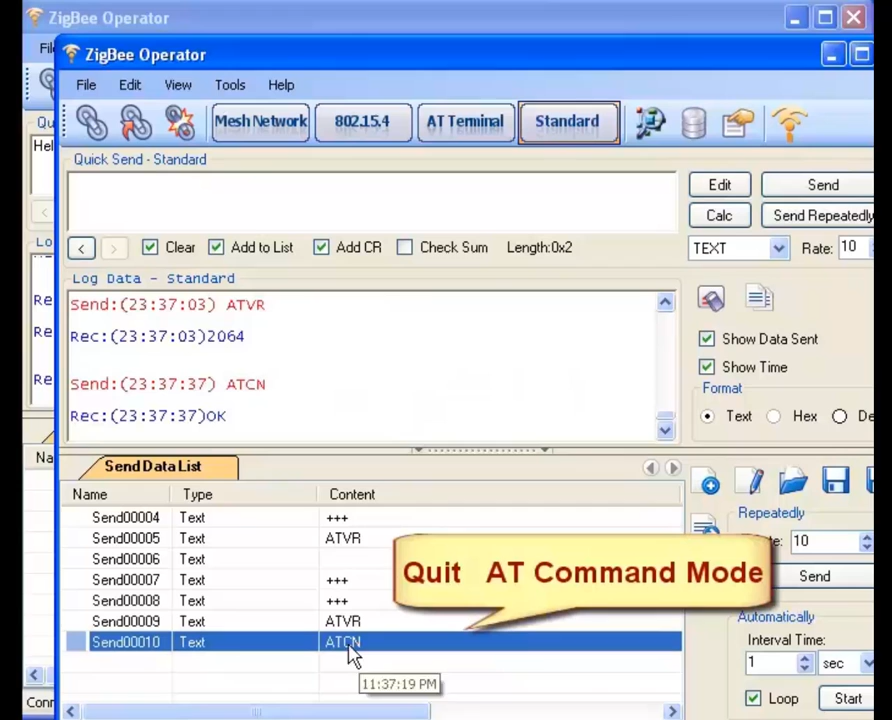 ZigBee Operator
ZigBee Operator
File Edit View Tools Help
Mesh Network 802.15.4 AT Terminal Standard
Quick Send - Standard
Edit Send
Calc Send Repeatedly
< > Clear Add to List Add CR Check Sum Length:0x2 TEXT Rate: 10
Log Data - Standard
Send:(23:37:03) ATVR
Rec:(23:37:03)2064
Send:(23:37:37) ATCN
Rec:(23:37:37)OK
Show Data Sent
Show Time
Format
Text Hex De
Send Data List
Name Type Content
Send00004 Text +++
Send00005 Text ATVR
Send00006 Text
Send00007 Text +++
Send00008 Text +++
Send00009 Text ATVR
Send00010 Text ATCN
Quit AT Command Mode
11:37:19 PM
Repeatedly
10
Send
Automatically
Interval Time:
1 sec
Loop Start